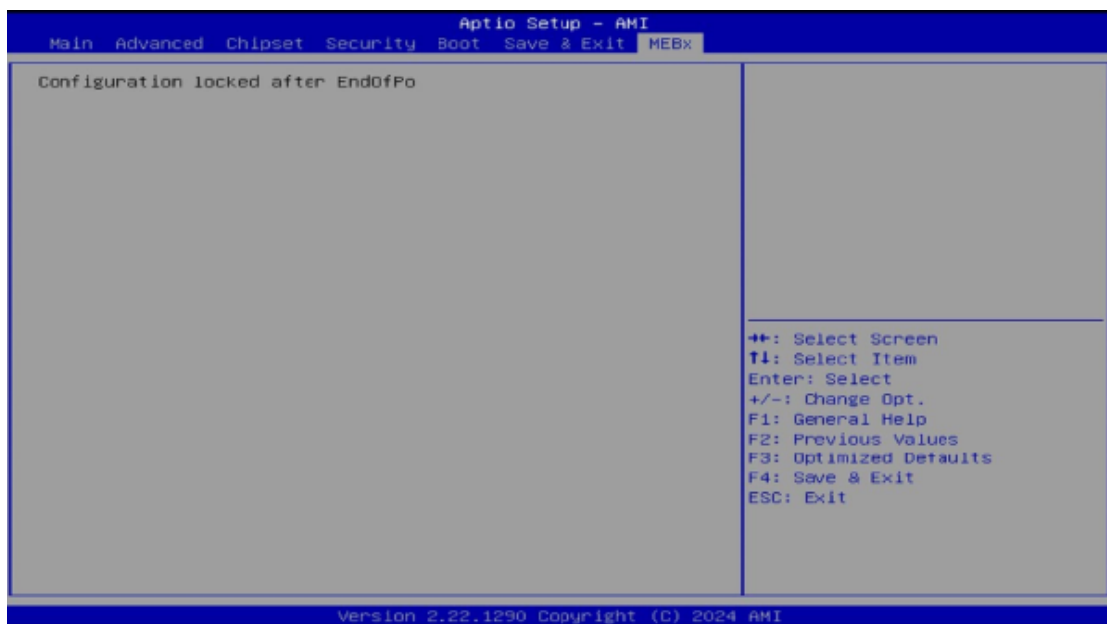 Aptio Setup - AMI
Main Advanced Chipset Security Boot Save & Exit MEBx
Configuration locked after EndOfPo
→←: Select Screen
↑↓: Select Item
Enter: Select
+/-: Change Opt.
F1: General Help
F2: Previous Values
F3: Optimized Defaults
F4: Save & Exit
ESC: Exit
Version 2.22.1290 Copyright (C) 2024 AMI